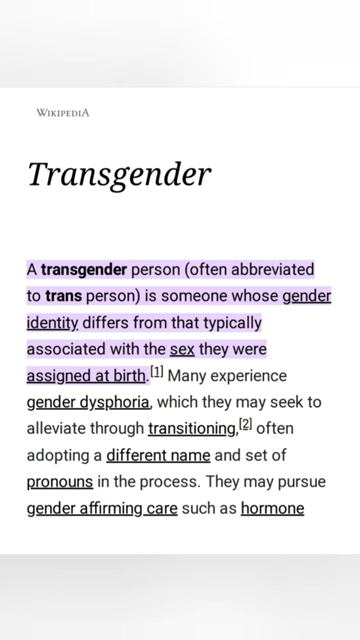 WIKIPEDIA
Transgender
A transgender person (often abbreviated
to trans person) is someone whose gender
identity differs from that typically
associated with the sex they were
assigned at birth.[1] Many experience
gender dysphoria, which they may seek to
alleviate through transitioning,[2] often
adopting a different name and set of
pronouns in the process. They may pursue
gender affirming care such as hormone